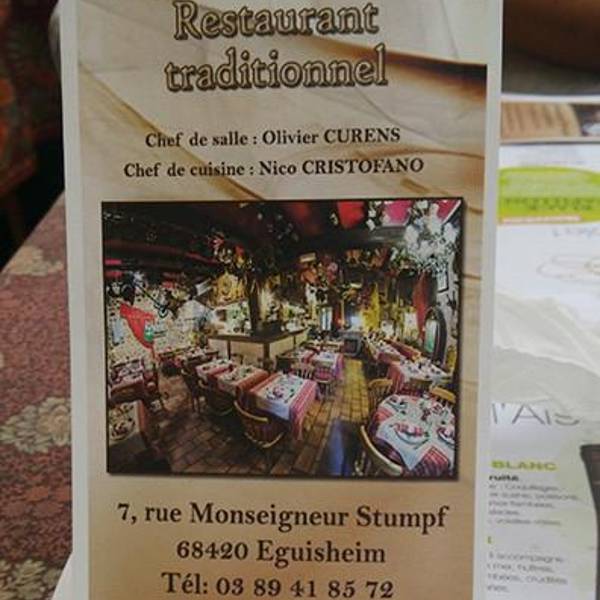 Restaurant
traditionnel
Chef de salle : Olivier CURENS
Chef de cuisine : Nico CRISTOFANO
7, rue Monseigneur Stumpf
68420 Eguisheim
Tél: 03 89 41 85 72
l'Als
BLANC